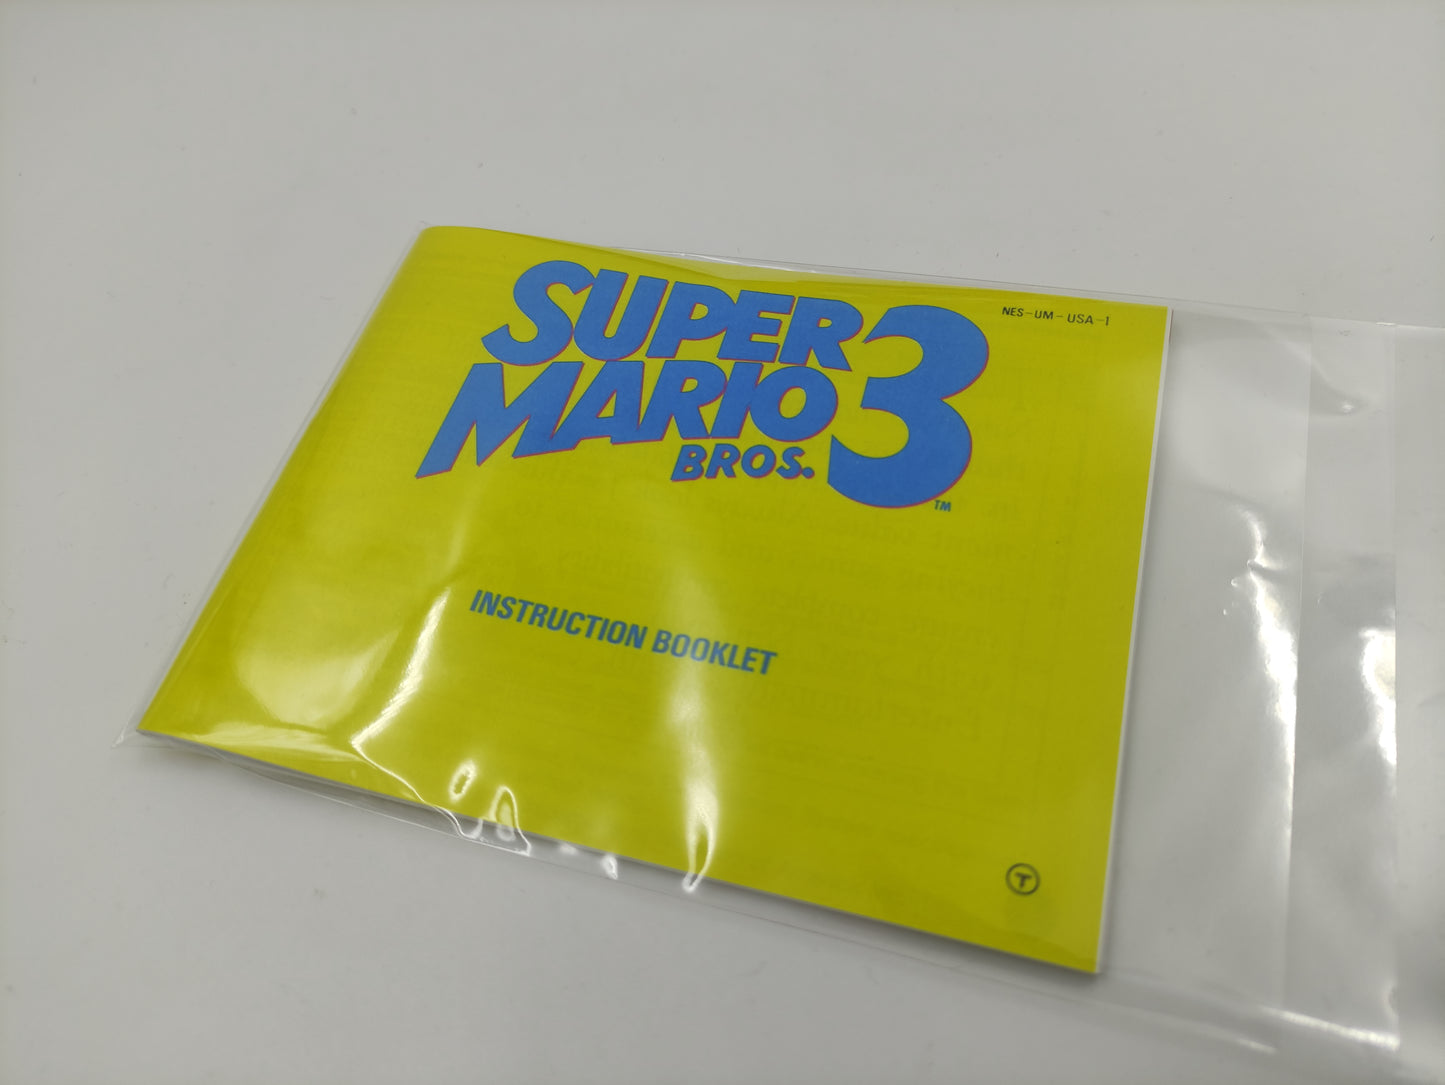 NES-UM-USA-1
SUPER
MARIO 3
BROS.
TM
INSTRUCTION BOOKLET
T